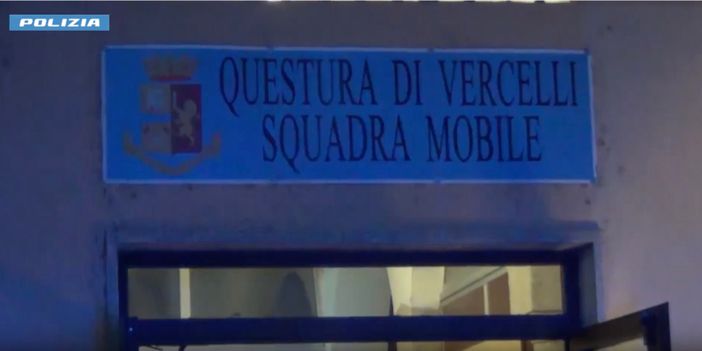 POLIZIA
QUESTURA DI VERCELLI
SQUADRA MOBILE